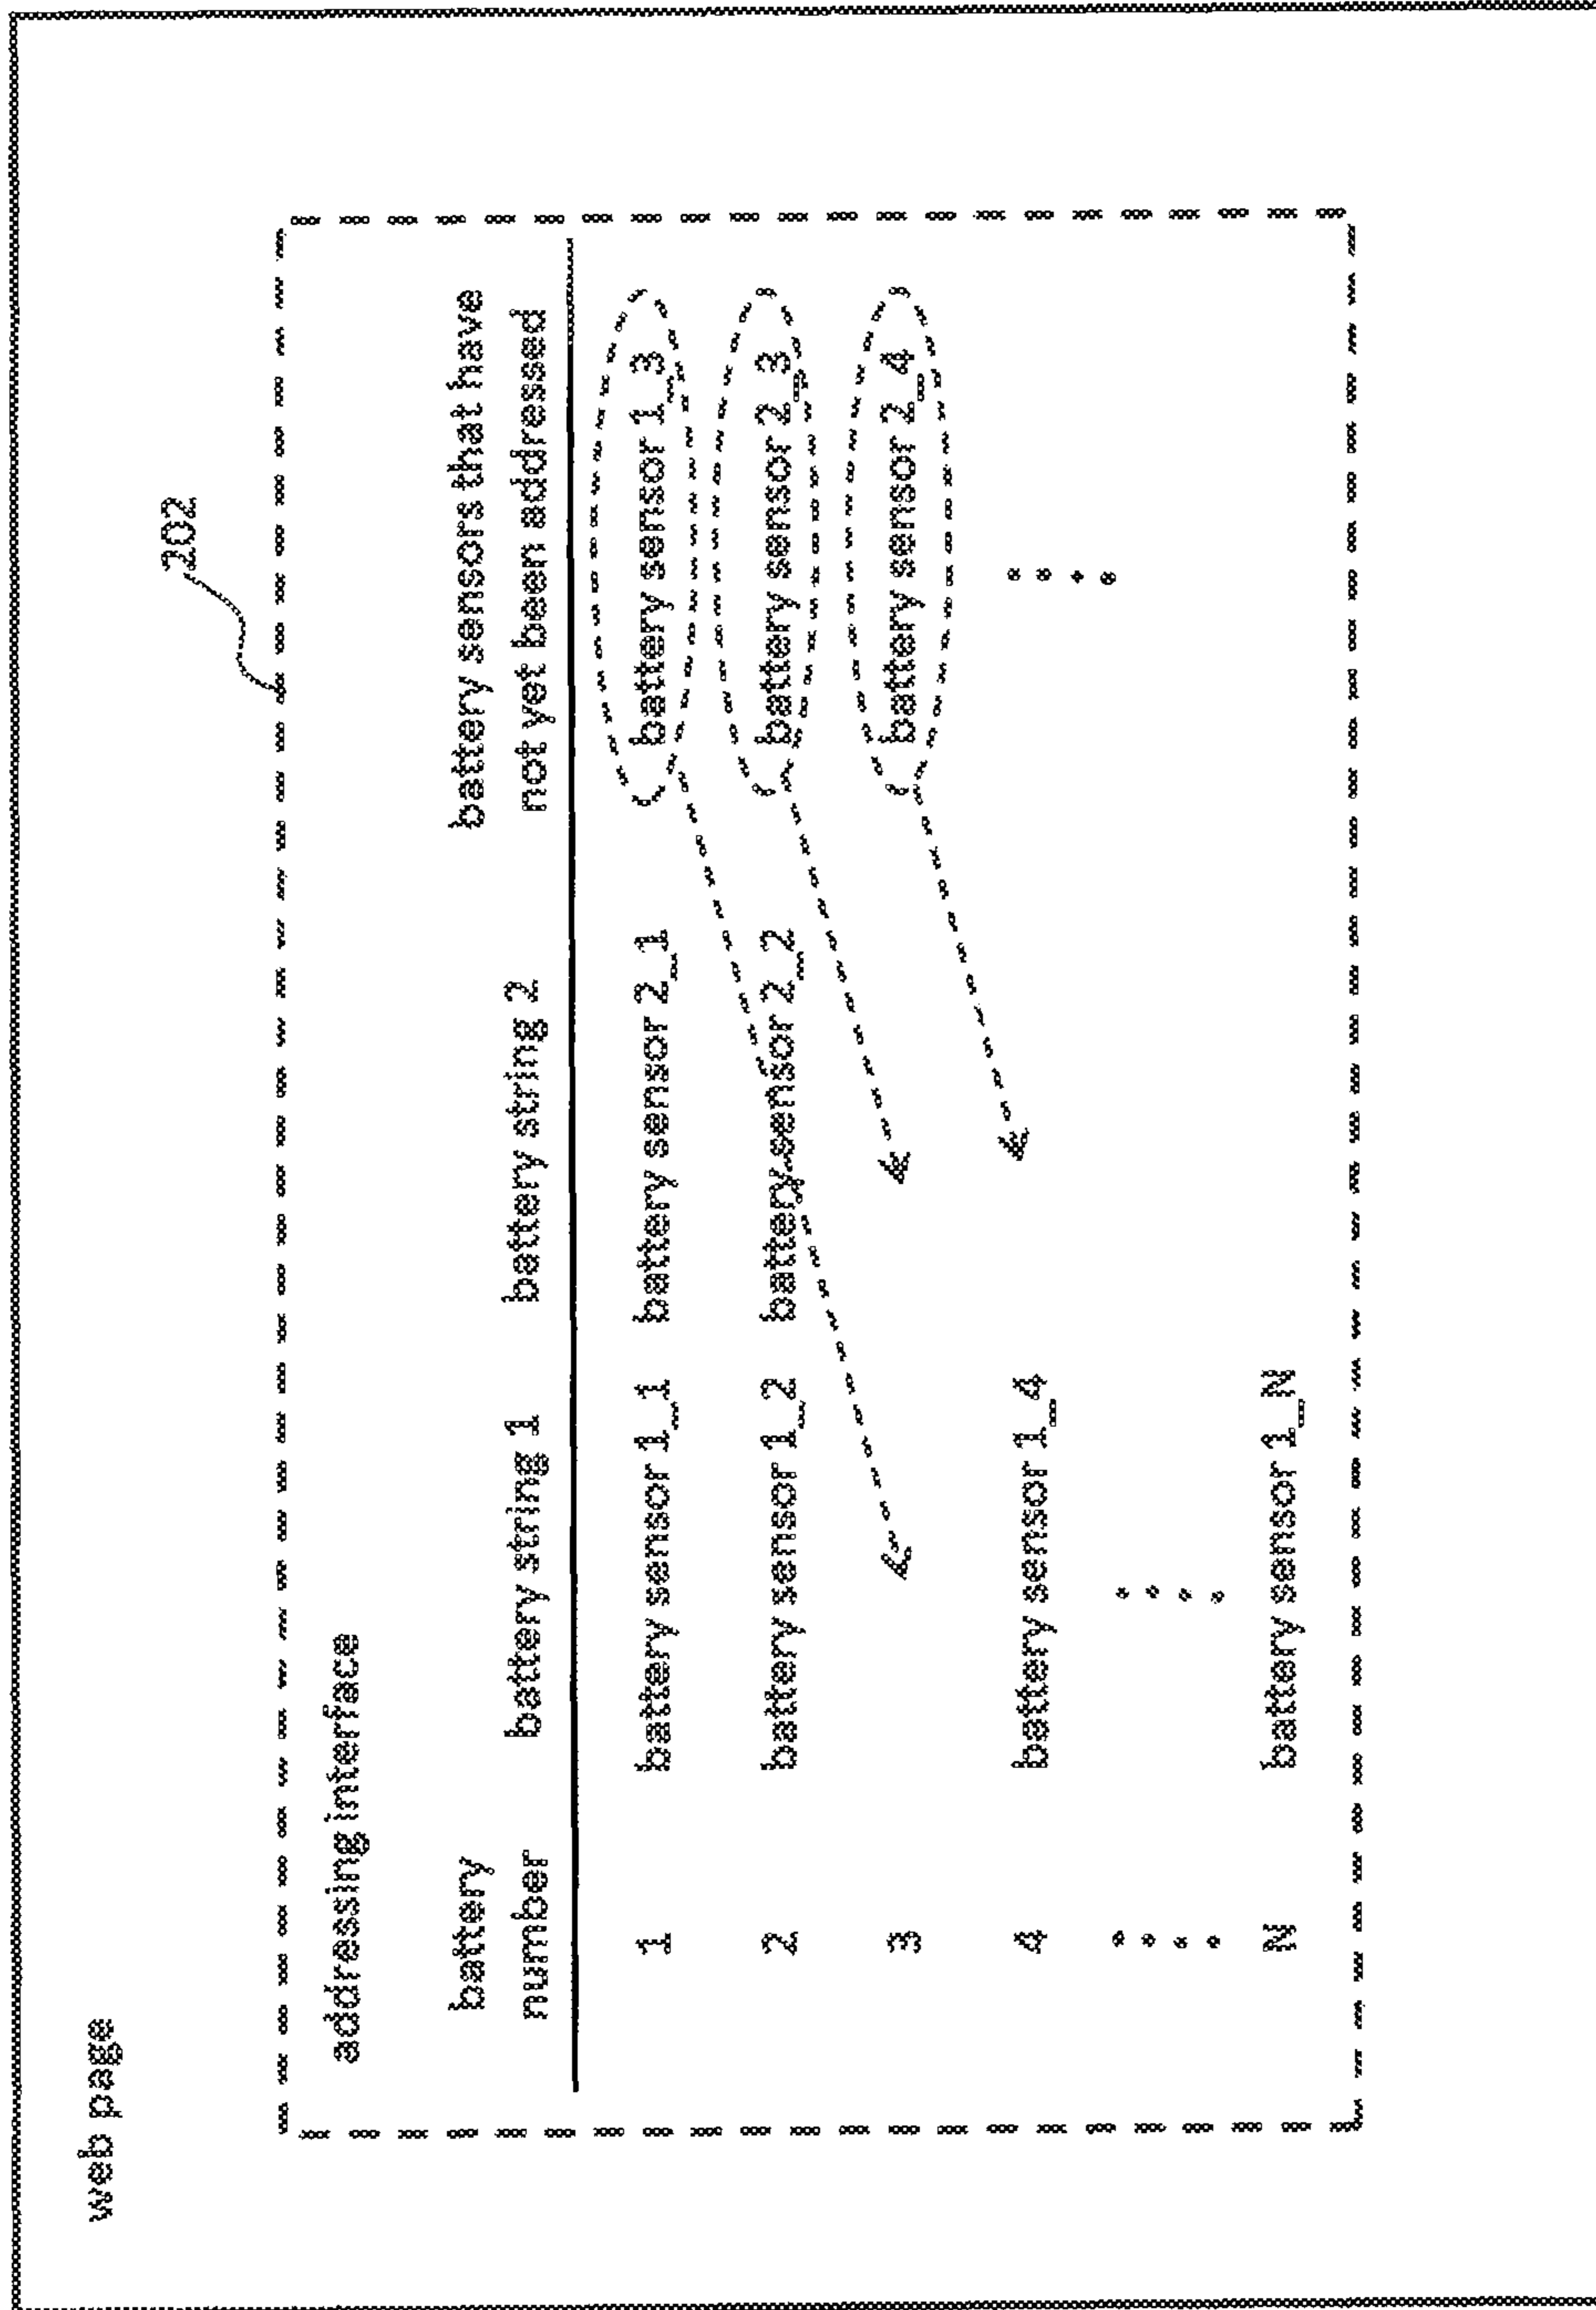 web page
202
addressing interface
battery number
battery string 1
battery string 2
battery sensors that have
not yet been addressed
1 battery sensor 1_1 battery sensor 2_1 battery sensor 1_3
2 battery sensor 1_2 battery sensor 2_2 battery sensor 2_3
3 battery sensor 2_4
4 battery sensor 1_4
N battery sensor 1_N